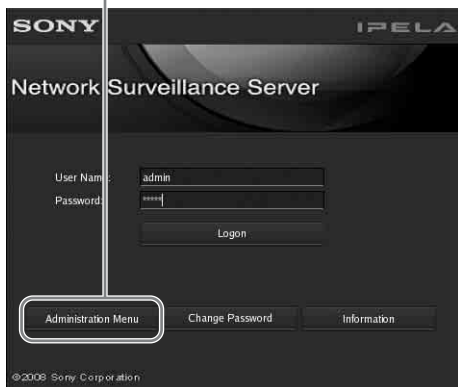 SONY
IPELA
Network Surveillance Server
User Name:
admin
Password:
*****
Logon
Administration Menu
Change Password
Information
©2008 Sony Corporation